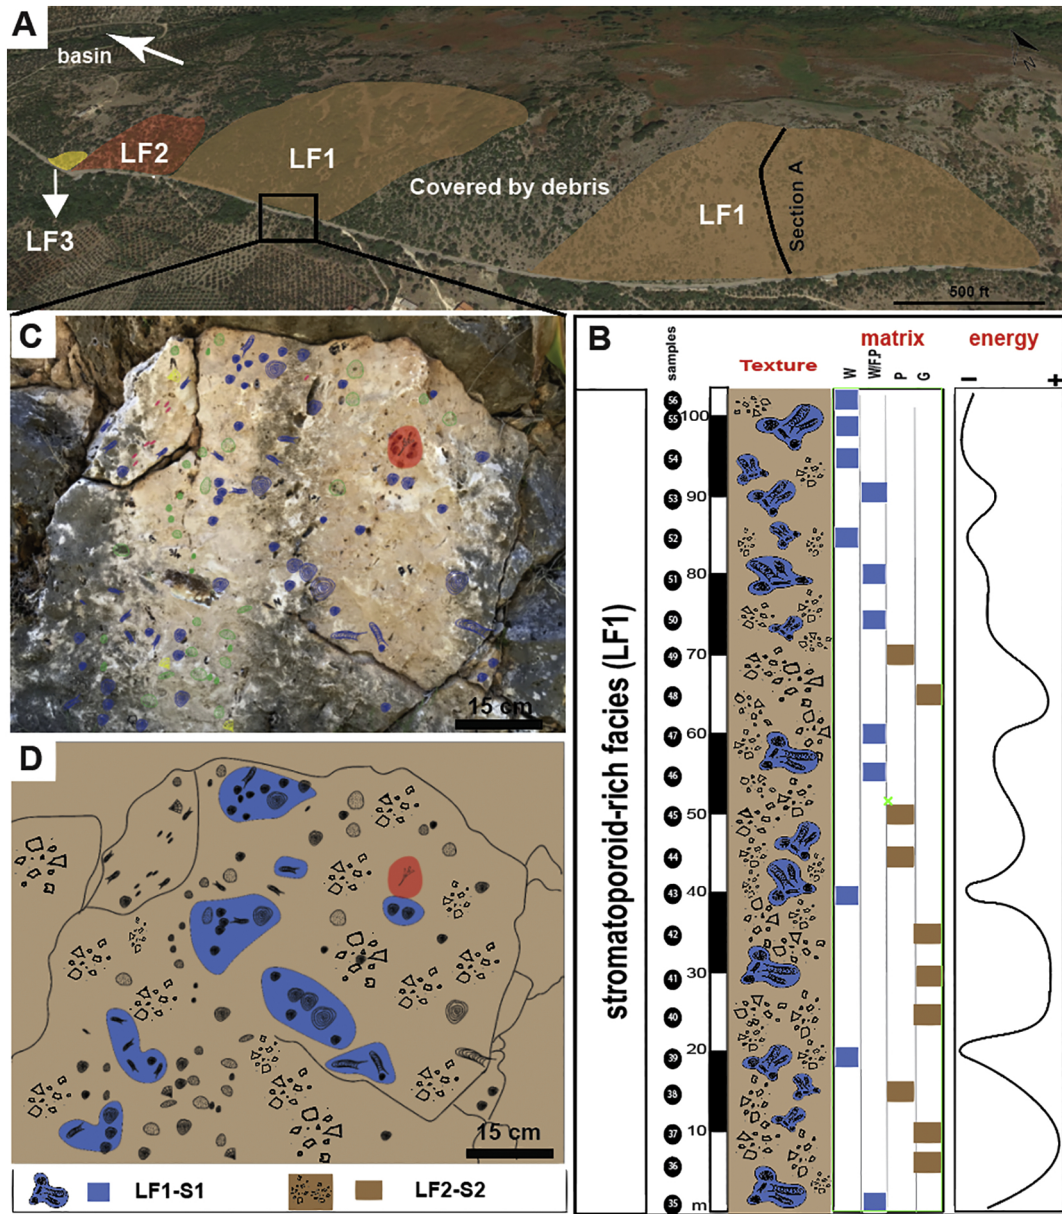 A
basin
N
LF2
LF1
LF3
Covered by debris
LF1
Section A
500 ft
C
15 cm
D
15 cm
LF1-S1
LF2-S2
B
samples
Texture
matrix
energy
W
W/F-P
P
G
−
+
stromatoporoid-rich facies (LF1)
56
55
100
54
53
90
52
51
80
50
49
70
48
47
60
46
45
50
44
43
40
42
41
30
40
39
20
38
37
10
36
35
m